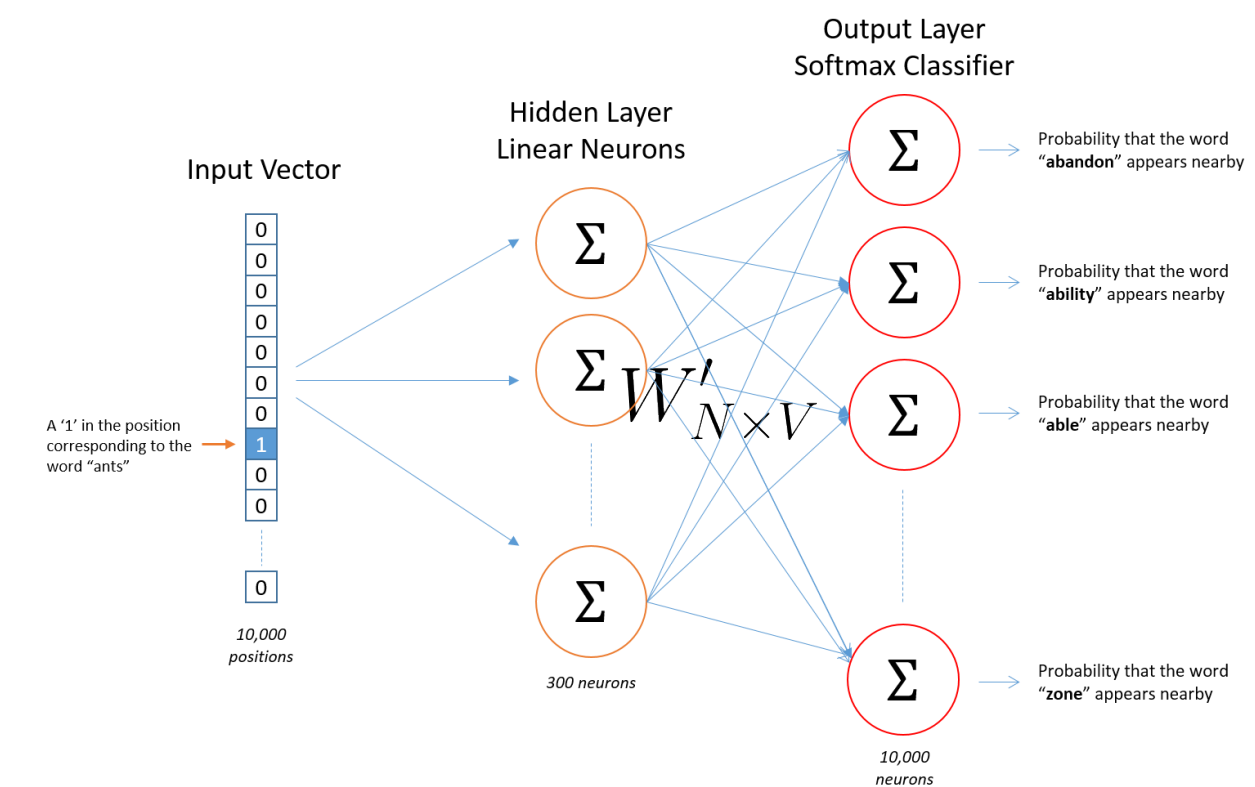 Output Layer
Softmax Classifier
Hidden Layer
Linear Neurons
Input Vector
0
0
0
0
0
0
0
1
0
0
0
A ‘1’ in the position
corresponding to the
word “ants”
10,000
positions
Σ
Σ
Σ
300 neurons
W′N×V
Σ
Σ
Σ
Σ
10,000
neurons
Probability that the word
“abandon” appears nearby
Probability that the word
“ability” appears nearby
Probability that the word
“able” appears nearby
Probability that the word
“zone” appears nearby